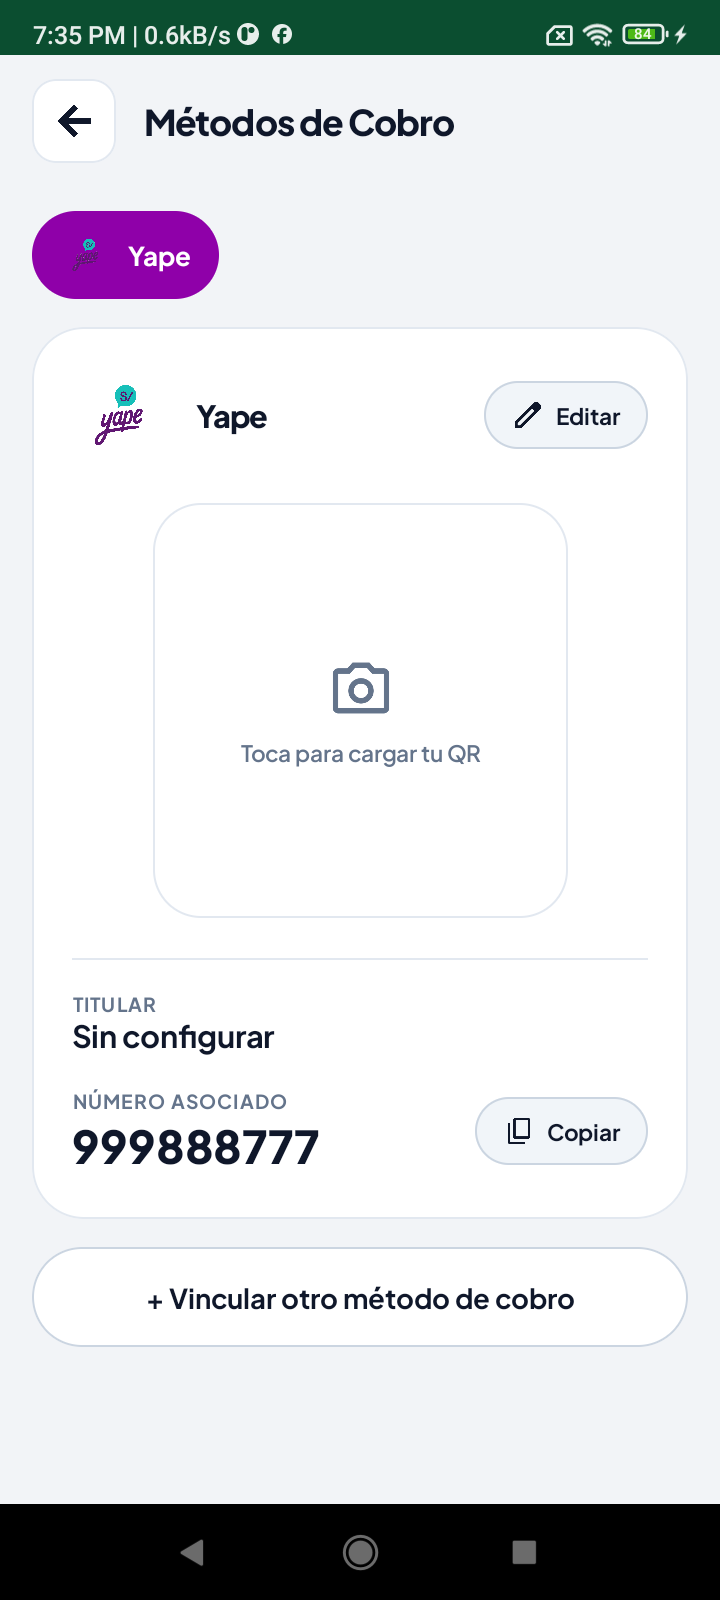 7:35 PM | 0.6kB/s
84
Métodos de Cobro
yape
Yape
S/
yape
Yape
Editar
Toca para cargar tu QR
TITULAR
Sin configurar
NÚMERO ASOCIADO
999888777
Copiar
+ Vincular otro método de cobro